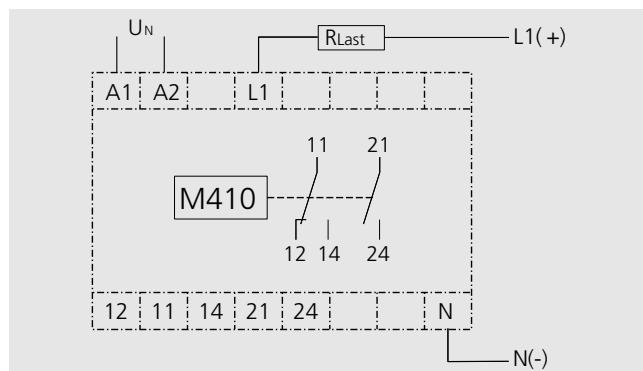 UN
RLast
L1(+)
A1 A2 L1
11 21
M410
12 14 24
12 11 14 21 24 N
N(-)